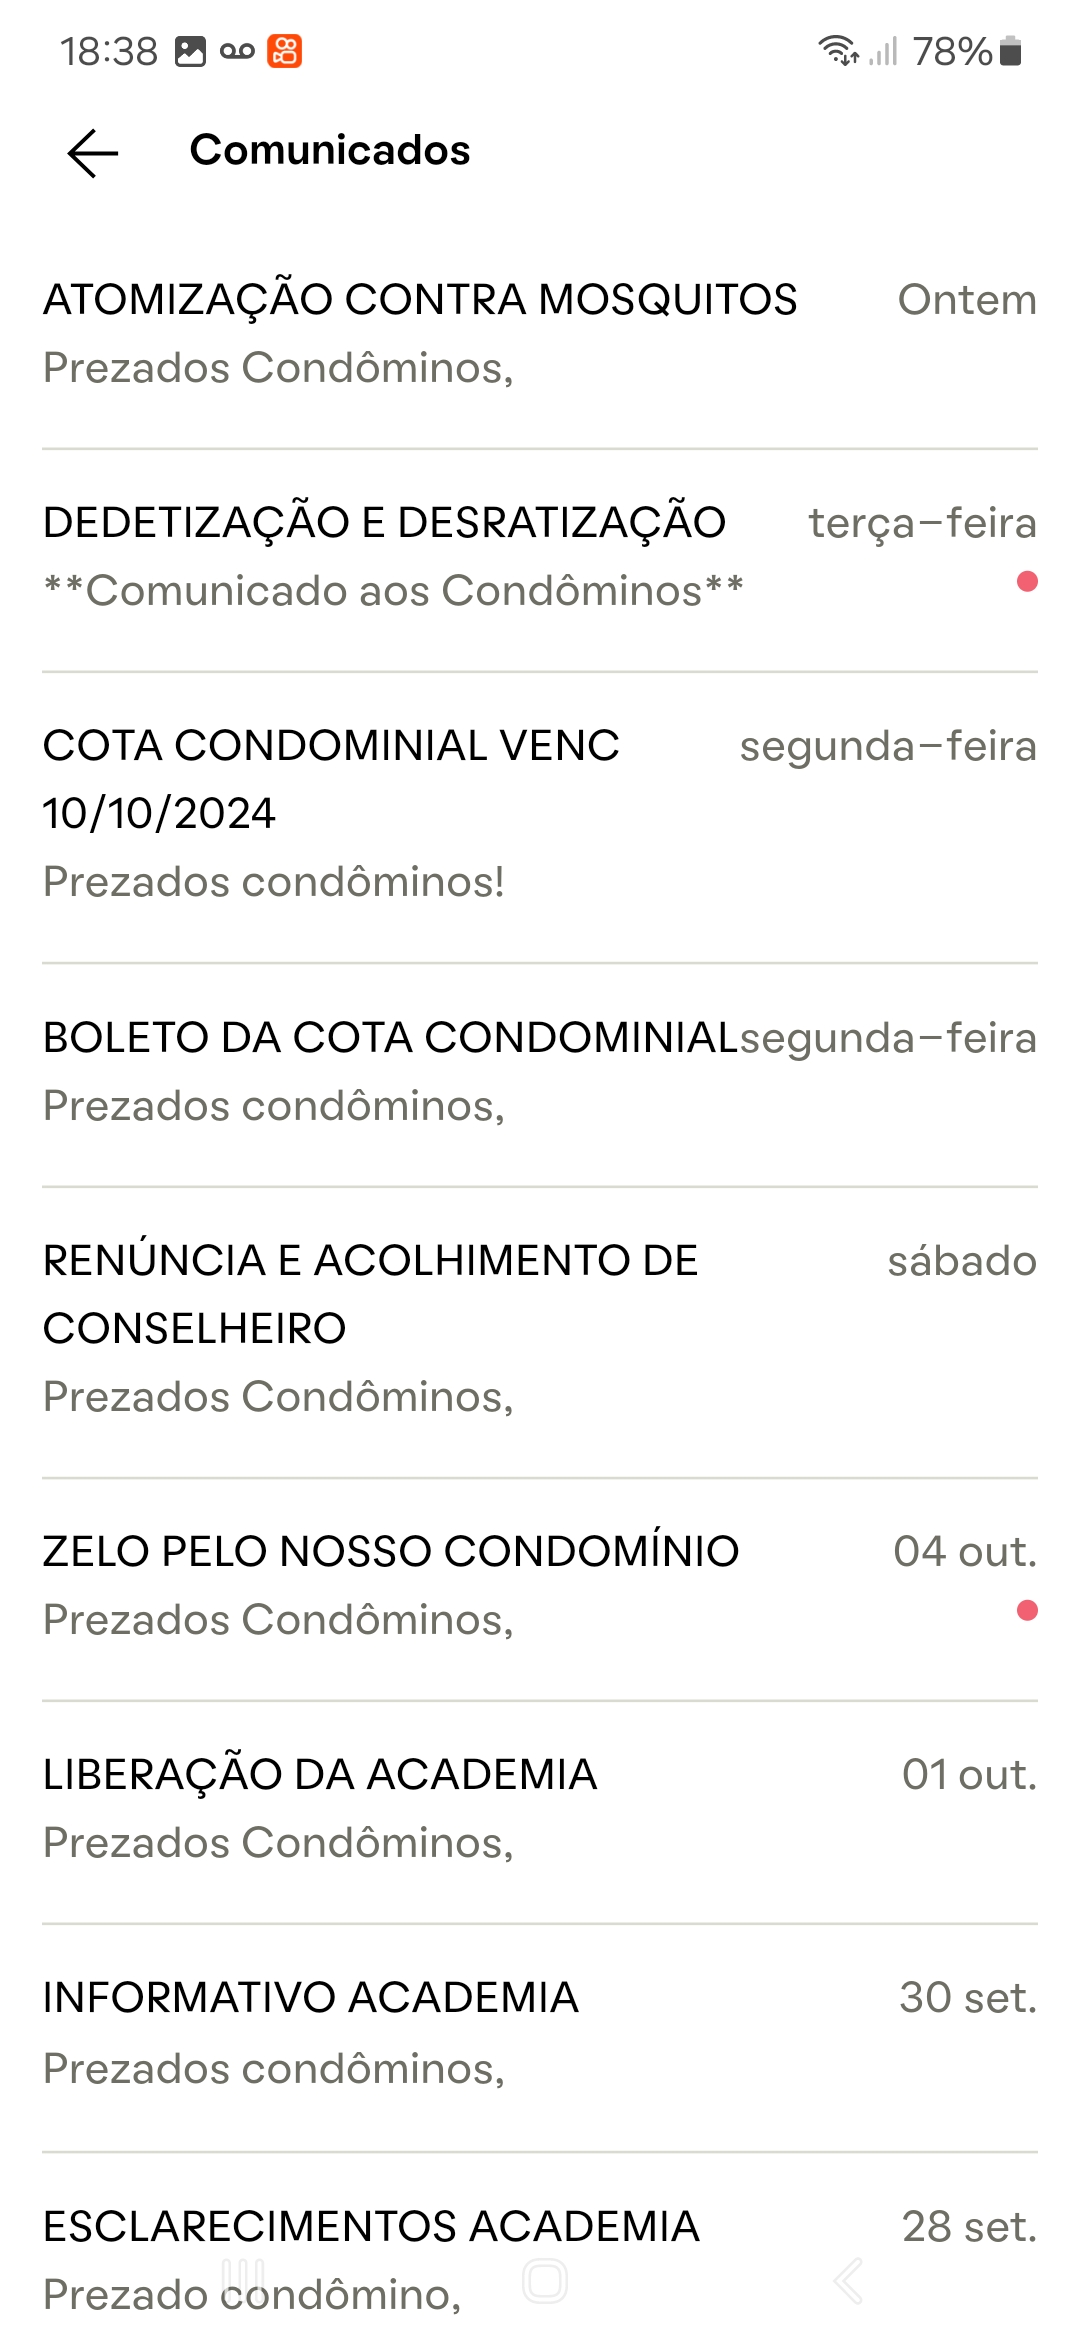 18:38 78%
Comunicados
ATOMIZAÇÃO CONTRA MOSQUITOS Ontem
Prezados Condôminos,
DEDETIZAÇÃO E DESRATIZAÇÃO terça-feira
**Comunicado aos Condôminos**
COTA CONDOMINIAL VENC segunda-feira
10/10/2024
Prezados condôminos!
BOLETO DA COTA CONDOMINIAL segunda-feira
Prezados condôminos,
RENÚNCIA E ACOLHIMENTO DE sábado
CONSELHEIRO
Prezados Condôminos,
ZELO PELO NOSSO CONDOMÍNIO 04 out.
Prezados Condôminos,
LIBERAÇÃO DA ACADEMIA 01 out.
Prezados Condôminos,
INFORMATIVO ACADEMIA 30 set.
Prezados condôminos,
ESCLARECIMENTOS ACADEMIA 28 set.
Prezado condômino,